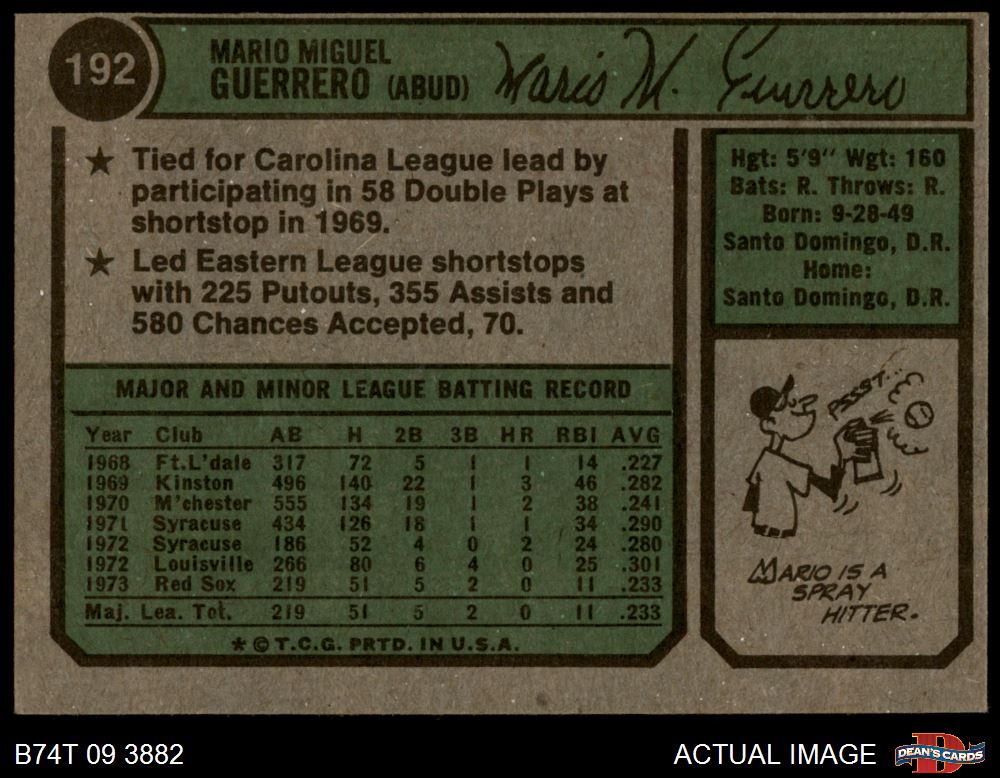 192
MARIO MIGUEL
GUERRERO (ABUD)
Mario M. Guerrero
★ Tied for Carolina League lead by
participating in 58 Double Plays at
shortstop in 1969.
★ Led Eastern League shortstops
with 225 Putouts, 355 Assists and
580 Chances Accepted, 70.
Hgt: 5'9" Wgt: 160
Bats: R. Throws: R.
Born: 9-28-49
Santo Domingo, D.R.
Home:
Santo Domingo, D.R.
MAJOR AND MINOR LEAGUE BATTING RECORD
Year Club AB H 2B 3B HR RBI AVG
1968 Ft.L'dale 317 72 5 1 1 14 .227
1969 Kinston 496 140 22 1 3 46 .282
1970 M'chester 555 134 19 1 2 38 .241
1971 Syracuse 434 126 18 1 1 34 .290
1972 Syracuse 186 52 4 0 2 24 .280
1972 Louisville 266 80 6 4 0 25 .301
1973 Red Sox 219 51 5 2 0 11 .233
Maj. Lea. Tot. 219 51 5 2 0 11 .233
* © T.C.G. PRTD. IN U.S.A.
PSSST...
MARIO IS A
SPRAY
HITTER.
B74T 09 3882
ACTUAL IMAGE
DEAN'S CARDS